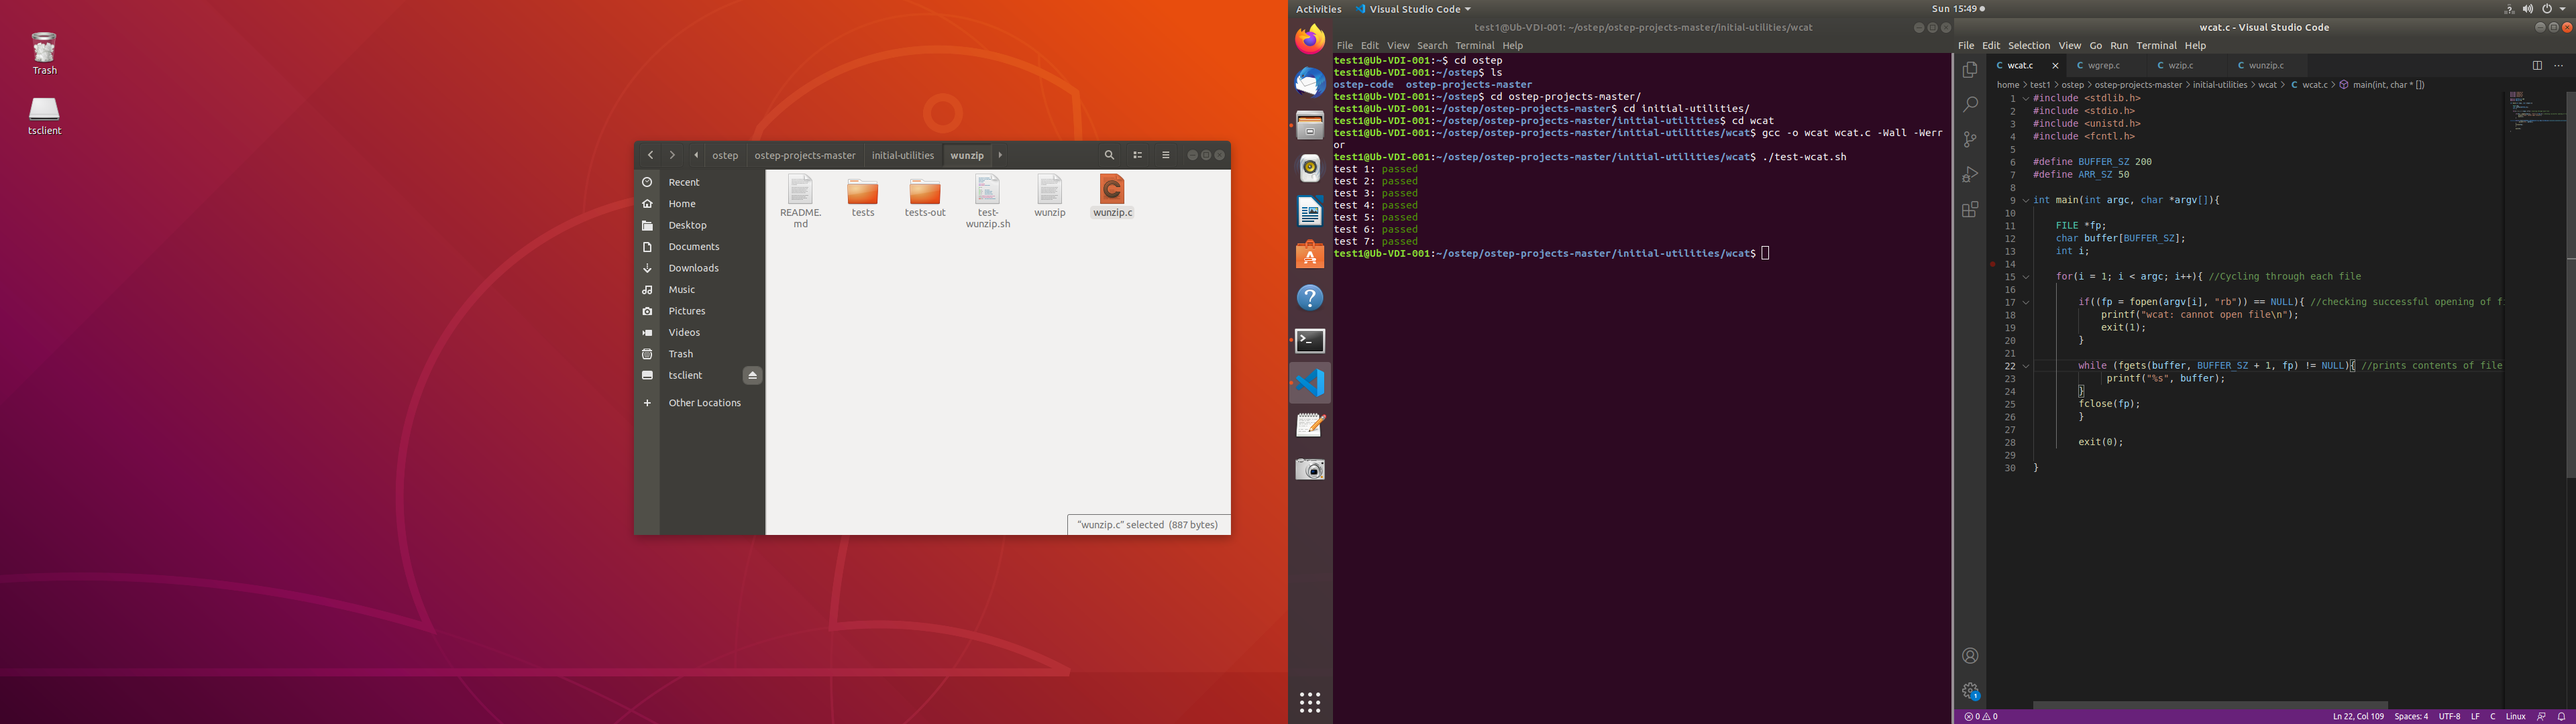 Trash
tsclient
ostep
ostep-projects-master
initial-utilities
wunzip
Recent
Home
Desktop
Documents
Downloads
Music
Pictures
Videos
Trash
tsclient
Other Locations
README.
md
tests
tests-out
test-
wunzip.sh
wunzip
wunzip.c
"wunzip.c" selected (887 bytes)
Activities
Visual Studio Code
Sun 15:49
test1@Ub-VDI-001: ~/ostep/ostep-projects-master/initial-utilities/wcat
File Edit View Search Terminal Help
test1@Ub-VDI-001:~$ cd ostep
test1@Ub-VDI-001:~/ostep$ ls
ostep-code  ostep-projects-master
test1@Ub-VDI-001:~/ostep$ cd ostep-projects-master/
test1@Ub-VDI-001:~/ostep/ostep-projects-master$ cd initial-utilities/
test1@Ub-VDI-001:~/ostep/ostep-projects-master/initial-utilities$ cd wcat
test1@Ub-VDI-001:~/ostep/ostep-projects-master/initial-utilities/wcat$ gcc -o wcat wcat.c -Wall -Werr
or
test1@Ub-VDI-001:~/ostep/ostep-projects-master/initial-utilities/wcat$ ./test-wcat.sh
test 1: passed
test 2: passed
test 3: passed
test 4: passed
test 5: passed
test 6: passed
test 7: passed
test1@Ub-VDI-001:~/ostep/ostep-projects-master/initial-utilities/wcat$
wcat.c - Visual Studio Code
File Edit Selection View Go Run Terminal Help
C wcat.c
C wgrep.c
C wzip.c
C wunzip.c
home > test1 > ostep > ostep-projects-master > initial-utilities > wcat > C wcat.c > main(int, char * [])
1 #include <stdlib.h>
2 #include <stdio.h>
3 #include <unistd.h>
4 #include <fcntl.h>
5
6 #define BUFFER_SZ 200
7 #define ARR_SZ 50
8
9 int main(int argc, char *argv[]){
10
11 FILE *fp;
12 char buffer[BUFFER_SZ];
13 int i;
14
15 for(i = 1; i < argc; i++){ //Cycling through each file
16
17 if((fp = fopen(argv[i], "rb")) == NULL){ //checking successful opening of f
18 printf("wcat: cannot open file\n");
19 exit(1);
20 }
21
22 while (fgets(buffer, BUFFER_SZ + 1, fp) != NULL){ //prints contents of file
23 printf("%s", buffer);
24 }
25 fclose(fp);
26 }
27
28 exit(0);
29
30 }
1
0 0
Ln 22, Col 109
Spaces: 4
UTF-8
LF
C
Linux